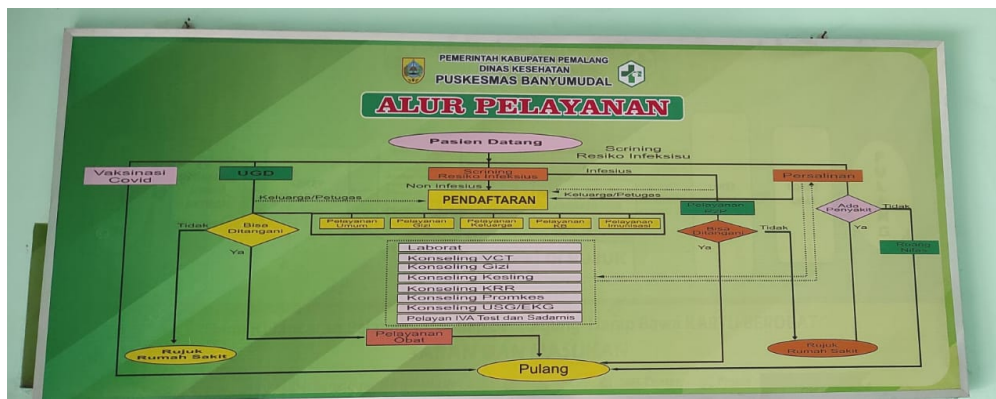 PEMERINTAH KABUPATEN PEMALANG
DINAS KESEHATAN
PUSKESMAS BANYUMUDAL
ALUR PELAYANAN
Pasien Datang
Scrining
Resiko Infeksisu
Vaksinasi
Covid
UGD
Scrining
Resiko Infeksius
Infesius
Persalinan
Non Infesius
Keluarga/Petugas
PENDAFTARAN
Keluarga/Petugas
Pelayanan
Ada
Penyakit
Tidak
Tidak
Bisa
Ditangani
Ya
Pelayanan
Umum
Pelayanan
Gizi
Pelayanan
Keluarga
Pelayanan
KB
Pelayanan
Imunisasi
Bisa
Ditangani
Tidak
Ya
Ya
Ruang
Nifas
Laborat
Konseling VCT
Konseling Gizi
Konseling Kesling
Konseling KRR
Konseling Promkes
Konseling USG/EKG
Pelayan IVA Test dan Sadarnis
Pelayanan
Obat
Rujuk
Rumah Sakit
Rujuk
Rumah Sakit
Pulang